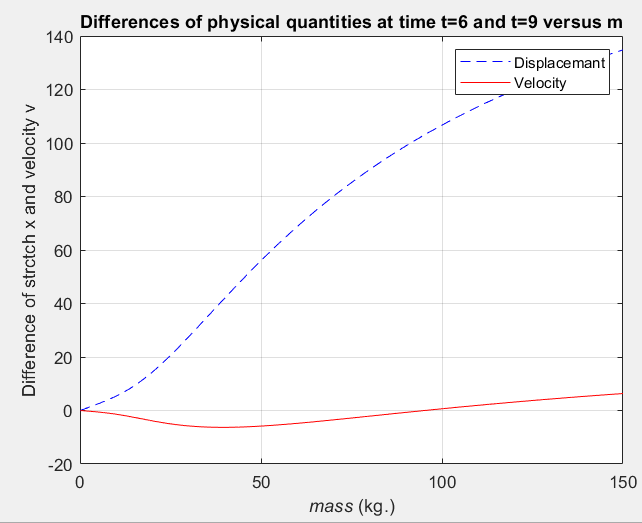 Differences of physical quantities at time t=6 and t=9 versus m
Difference of strctch x and velocity v
140
120
100
80
60
40
20
0
-20
Displacemant
Velocity
0 50 100 150
mass (kg.)